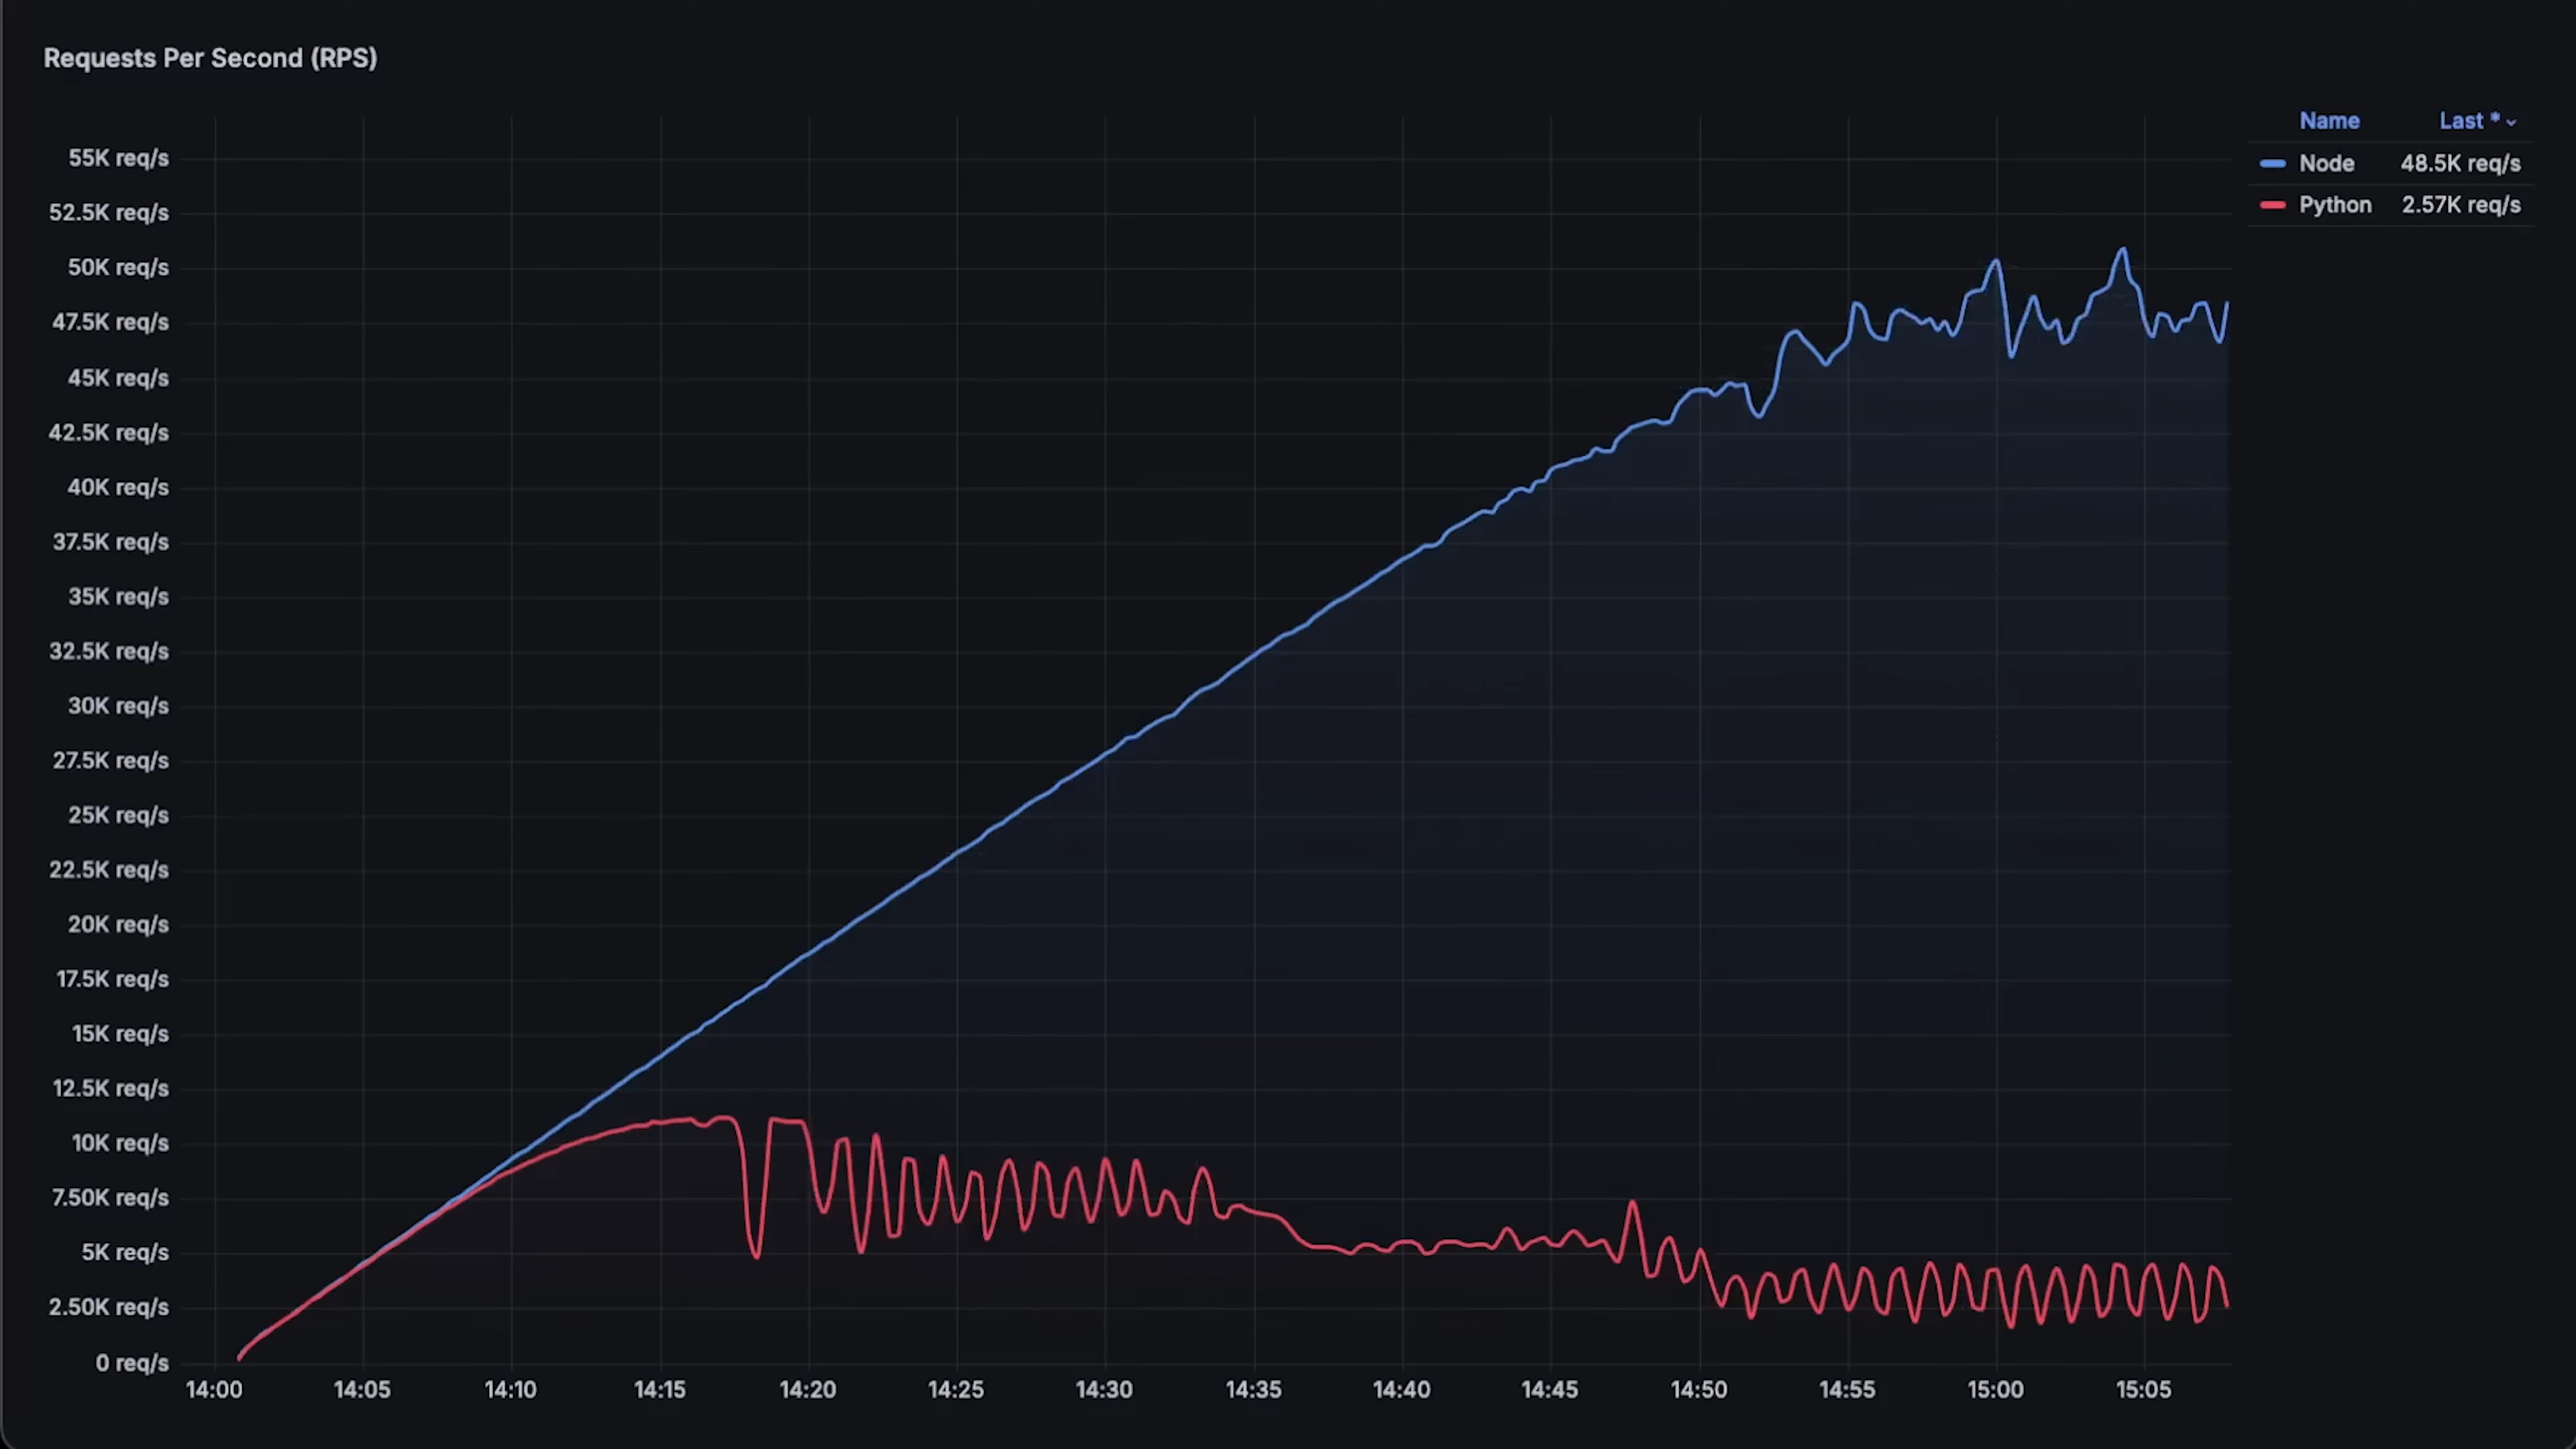 Requests Per Second (RPS)
Name Last *
Node 48.5K req/s
Python 2.57K req/s
55K req/s
52.5K req/s
50K req/s
47.5K req/s
45K req/s
42.5K req/s
40K req/s
37.5K req/s
35K req/s
32.5K req/s
30K req/s
27.5K req/s
25K req/s
22.5K req/s
20K req/s
17.5K req/s
15K req/s
12.5K req/s
10K req/s
7.50K req/s
5K req/s
2.50K req/s
0 req/s
14:00 14:05 14:10 14:15 14:20 14:25 14:30 14:35 14:40 14:45 14:50 14:55 15:00 15:05